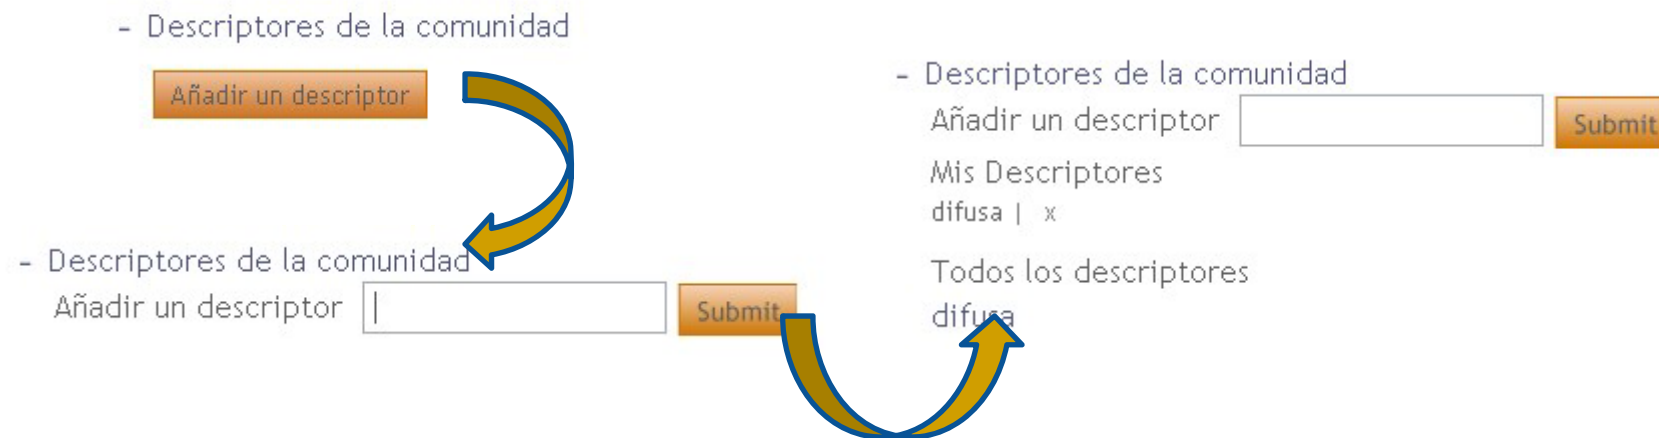 - Descriptores de la comunidad
Añadir un descriptor
- Descriptores de la comunidad
Añadir un descriptor Submit
- Descriptores de la comunidad
Añadir un descriptor Submit
Mis Descriptores
difusa | x
Todos los descriptores
difusa